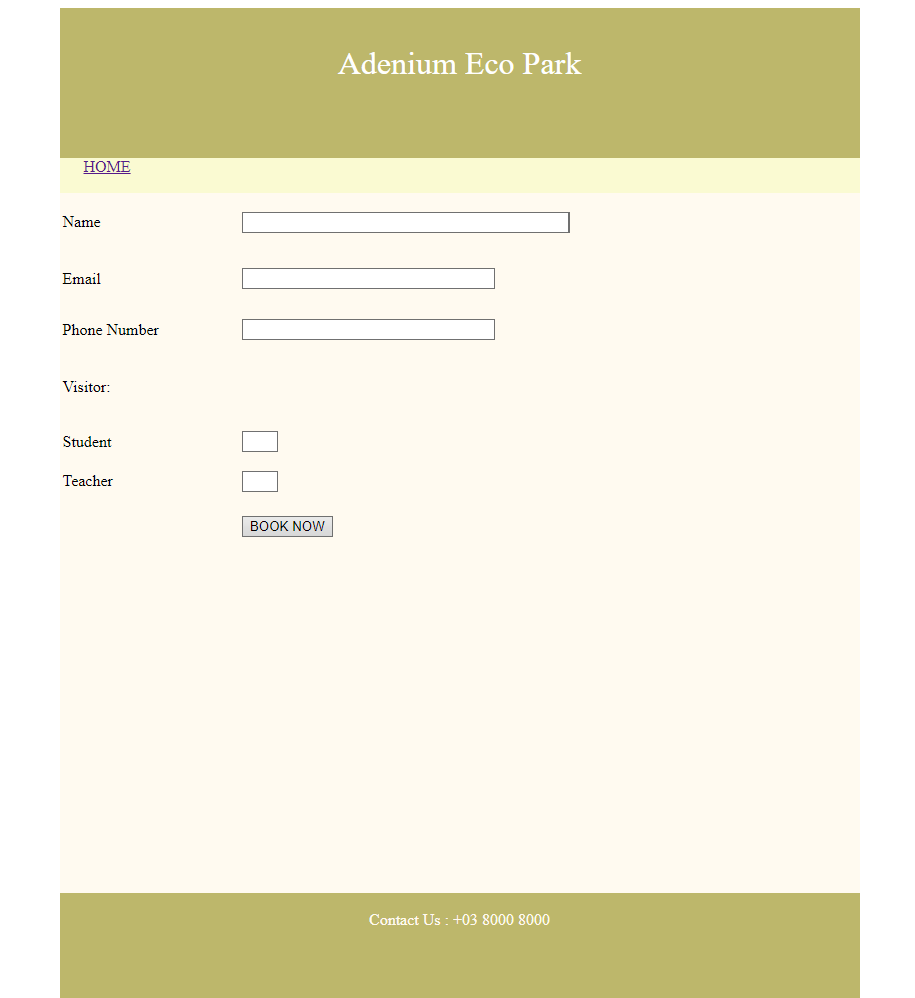 Adenium Eco Park
HOME
Name
Email
Phone Number
Visitor:
Student
Teacher
BOOK NOW
Contact Us : +03 8000 8000